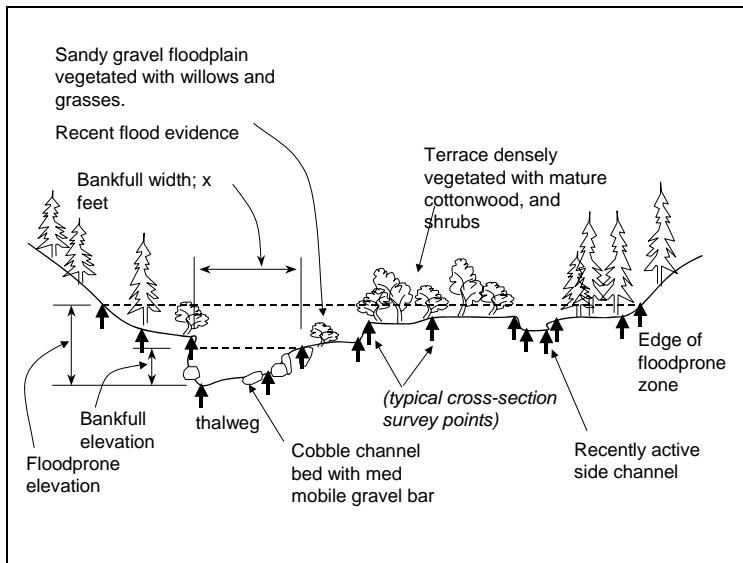 Sandy gravel floodplain
vegetated with willows and
grasses.
Recent flood evidence
Bankfull width; x
feet
Terrace densely
vegetated with mature
cottonwood, and
shrubs
Edge of
floodprone
zone
(typical cross-section
survey points)
Bankfull
elevation
thalweg
Floodprone
elevation
Cobble channel
bed with med
mobile gravel bar
Recently active
side channel